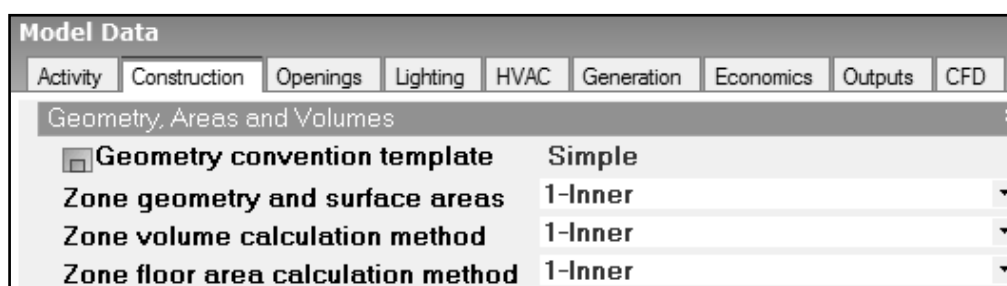 Model Data
Activity Construction Openings Lighting HVAC Generation Economics Outputs CFD
Geometry, Areas and Volumes
Geometry convention template Simple
Zone geometry and surface areas 1-Inner
Zone volume calculation method 1-Inner
Zone floor area calculation method 1-Inner